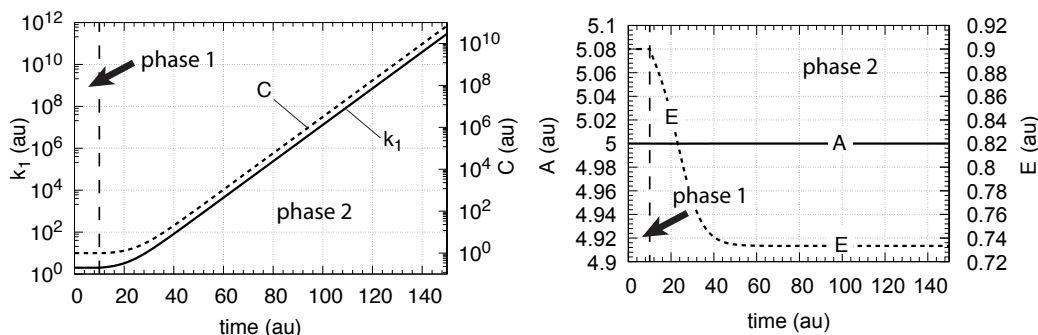 10^12
10^10
10^8
10^6
10^4
10^2
10^0
k_1 (au)
phase 1
C
k_1
phase 2
10^10
10^8
10^6
10^4
10^2
10^0
C (au)
0 20 40 60 80 100 120 140
time (au)
5.1
5.08
5.06
5.04
5.02
5
4.98
4.96
4.94
4.92
4.9
A (au)
phase 2
E
A
phase 1
E
0.92
0.9
0.88
0.86
0.84
0.82
0.8
0.78
0.76
0.74
0.72
E (au)
0 20 40 60 80 100 120 140
time (au)